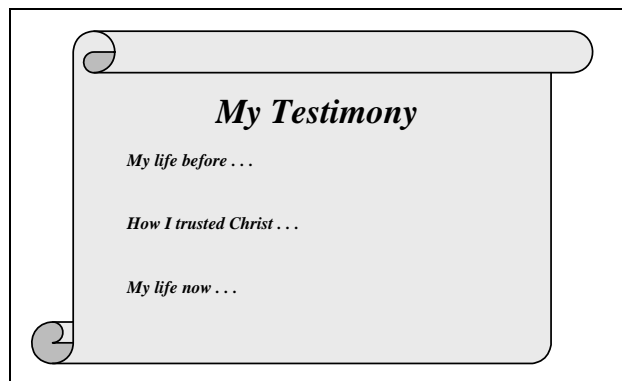 My Testimony
My life before . . .
How I trusted Christ . . .
My life now . . .